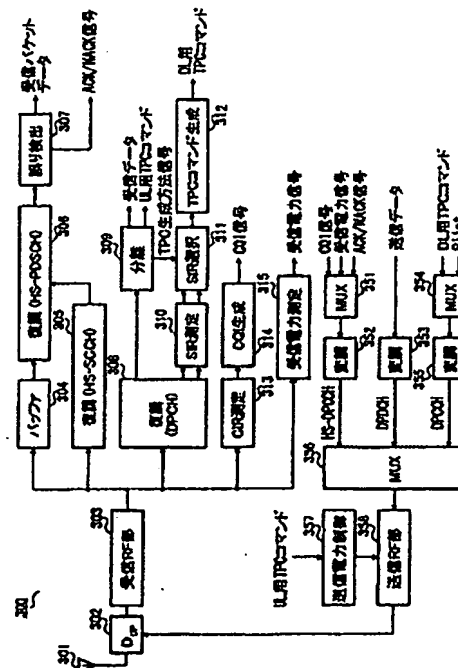 300
301
302
DUP
303
受信RF部
304
バッファ
305
復調(HS-SCCH)
306
復調(HS-PDSCH)
307
誤り検出
受信パケット
データ
ACK/NACK信号
308
復調
(DPCH)
309
分離
受信データ
UL用TPCコマンド
TPC生成方法信号
310
SIR測定
311
SIR選択
312
TPCコマンド生成
DL用
TPCコマンド
313
CIR測定
314
CQI生成
CQI信号
315
受信電力測定
受信電力信号
CQI信号
受信電力信号
ACK/NACK信号
351
MUX
352
変調
HS-DPCCH
送信データ
353
変調
DPDCH
DL用TPCコマンド
354
MUX
355
変調
DPCCH
356
MUX
UL用TPCコマンド
357
送信電力制御
358
送信RF部